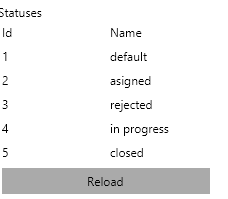 Statuses
Id Name
1 default
2 asigned
3 rejected
4 in progress
5 closed
Reload